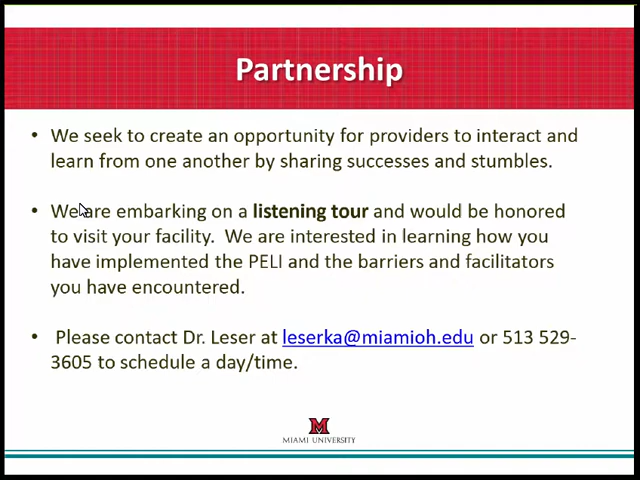 Partnership
• We seek to create an opportunity for providers to interact and
learn from one another by sharing successes and stumbles.
• We are embarking on a listening tour and would be honored
to visit your facility. We are interested in learning how you
have implemented the PELI and the barriers and facilitators
you have encountered.
• Please contact Dr. Leser at leserka@miamioh.edu or 513 529-
3605 to schedule a day/time.
M
MIAMI UNIVERSITY